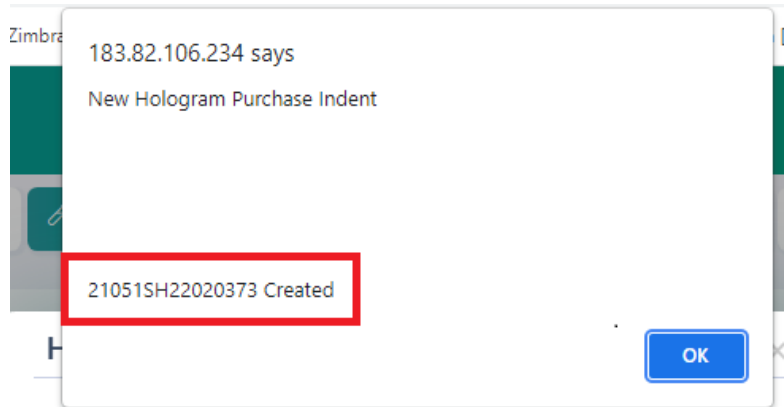 Zimbra
183.82.106.234 says
New Hologram Purchase Indent
21051SH22020373 Created
H
OK